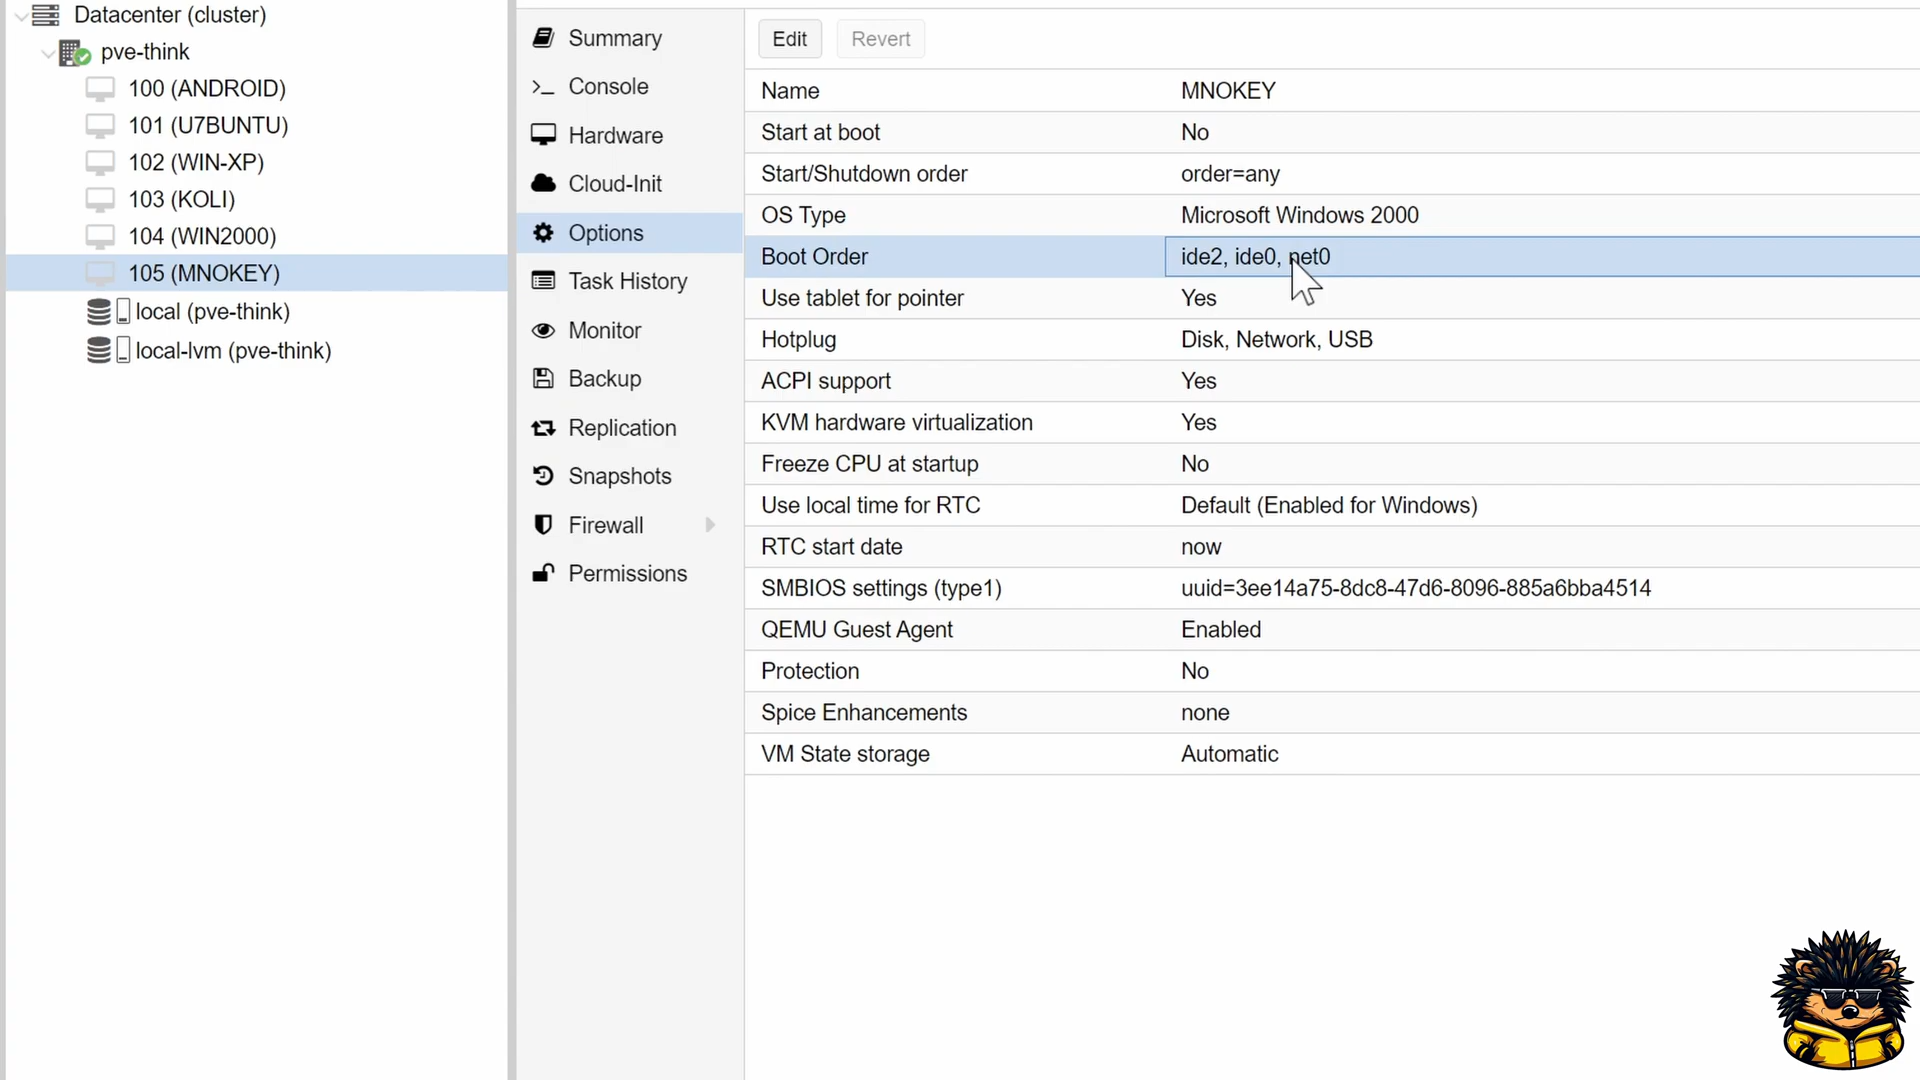 Datacenter (cluster)
pve-think
100 (ANDROID)
101 (U7BUNTU)
102 (WIN-XP)
103 (KOLI)
104 (WIN2000)
105 (MNOKEY)
local (pve-think)
local-lvm (pve-think)
Summary
Console
Hardware
Cloud-Init
Options
Task History
Monitor
Backup
Replication
Snapshots
Firewall
Permissions
Edit Revert
Name MNOKEY
Start at boot No
Start/Shutdown order order=any
OS Type Microsoft Windows 2000
Boot Order ide2, ide0, net0
Use tablet for pointer Yes
Hotplug Disk, Network, USB
ACPI support Yes
KVM hardware virtualization Yes
Freeze CPU at startup No
Use local time for RTC Default (Enabled for Windows)
RTC start date now
SMBIOS settings (type1) uuid=3ee14a75-8dc8-47d6-8096-885a6bba4514
QEMU Guest Agent Enabled
Protection No
Spice Enhancements none
VM State storage Automatic